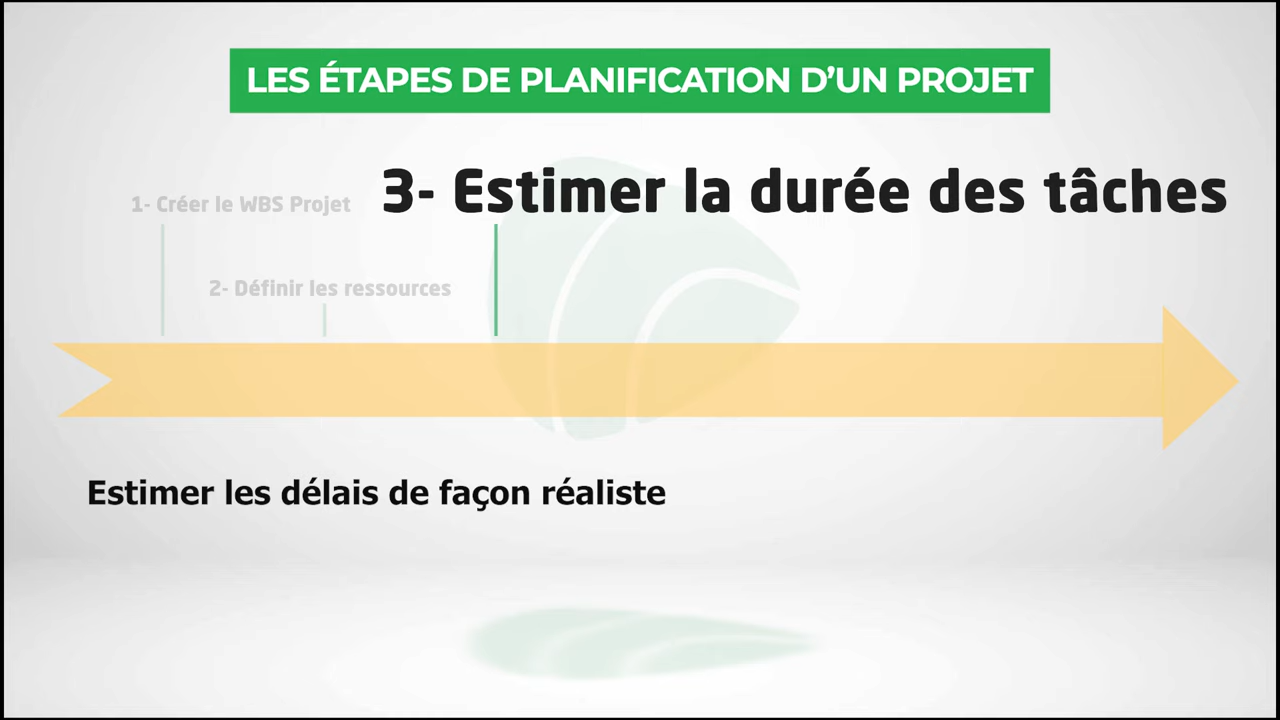 LES ÉTAPES DE PLANIFICATION D'UN PROJET
3- Estimer la durée des tâches
1- Créer le WBS Projet
2- Définir les ressources
Estimer les délais de façon réaliste